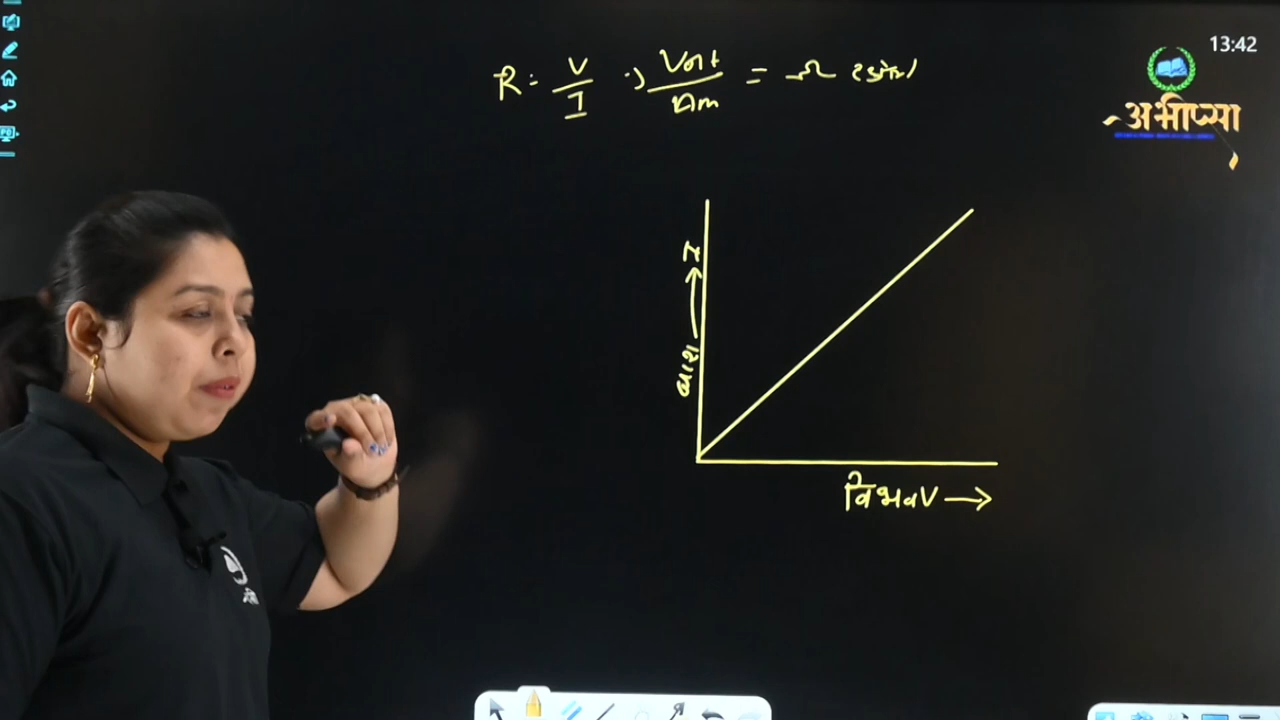 13:42
R = V/I → Volt/Am = Ω (ओम)
अभीप्सा
I
धारा
विभव V →